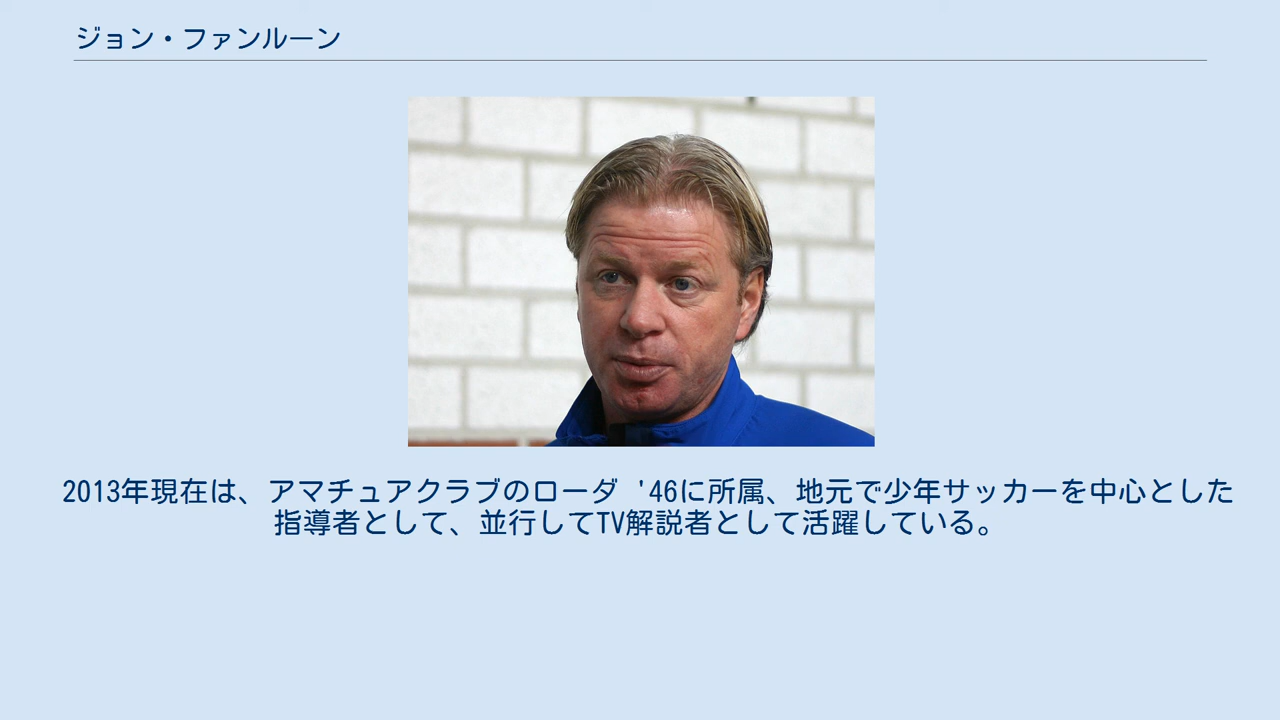 ジョン・ファンルーン
2013年現在は、アマチュアクラブのローダ '46に所属、地元で少年サッカーを中心とした
指導者として、並行してTV解説者として活躍している。